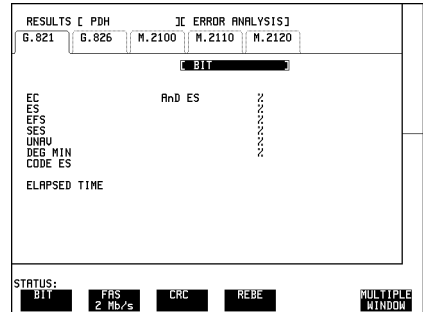 RESULTS [ PDH ][ ERROR ANALYSIS]
G.821 G.826 M.2100 M.2110 M.2120
[ BIT ]
EC AnD ES %
ES %
EFS %
SES %
UNAV %
DEG MIN %
CODE ES
ELAPSED TIME
STATUS:
BIT FAS CRC REBE MULTIPLE
2 Mb/s WINDOW